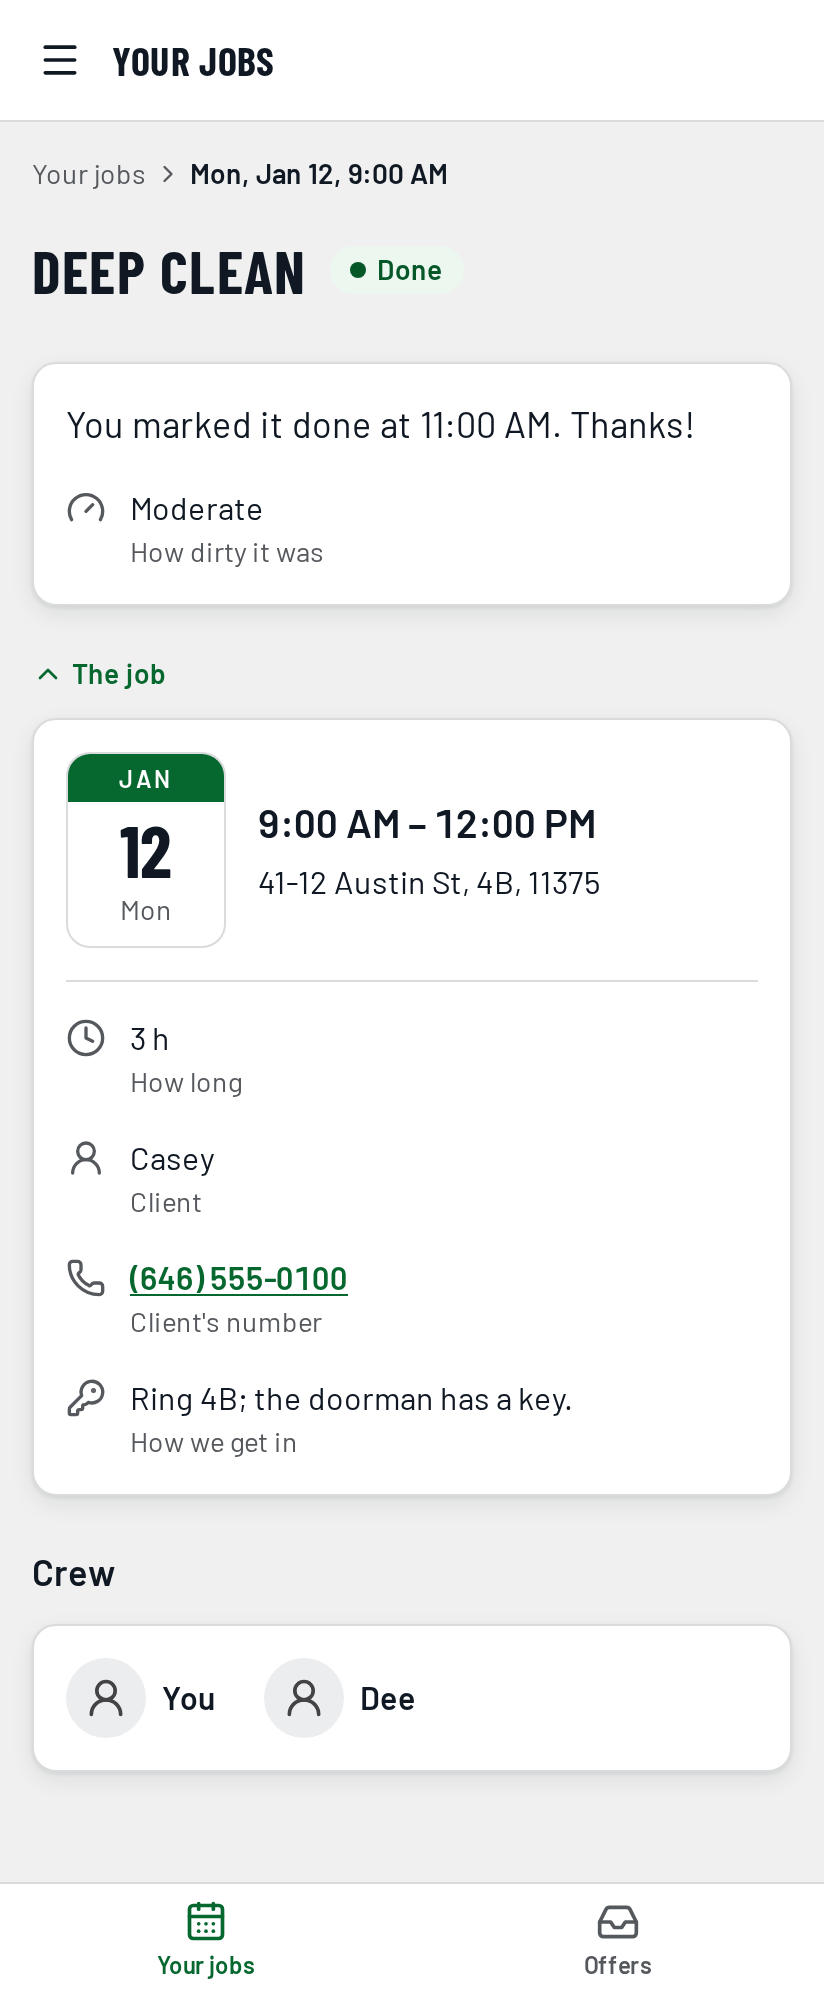 YOUR JOBS
Your jobs > Mon, Jan 12, 9:00 AM
DEEP CLEAN
Done
You marked it done at 11:00 AM. Thanks!
Moderate
How dirty it was
The job
JAN
12
Mon
9:00 AM – 12:00 PM
41-12 Austin St, 4B, 11375
3 h
How long
Casey
Client
(646) 555-0100
Client's number
Ring 4B; the doorman has a key.
How we get in
Crew
You
Dee
Your jobs
Offers